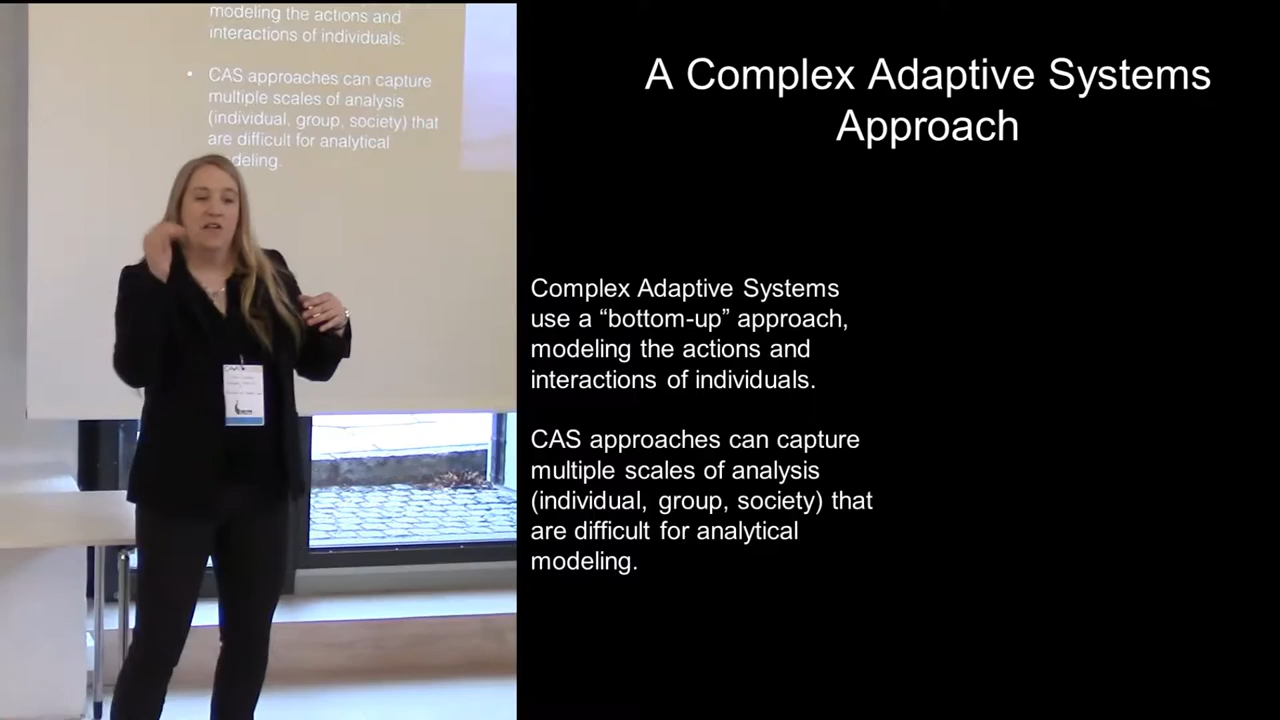 modeling the actions and
interactions of individuals.
• CAS approaches can capture
multiple scales of analysis
(individual, group, society) that
are difficult for analytical
modeling.
A Complex Adaptive Systems
Approach
Complex Adaptive Systems
use a “bottom-up” approach,
modeling the actions and
interactions of individuals.
CAS approaches can capture
multiple scales of analysis
(individual, group, society) that
are difficult for analytical
modeling.